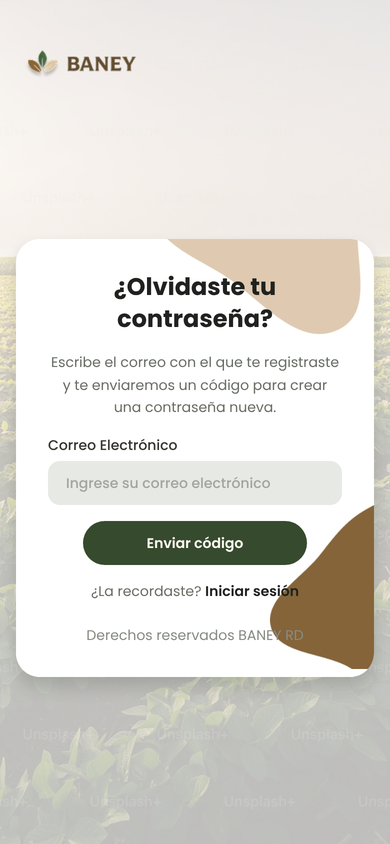 BANEY
¿Olvidaste tu
contraseña?
Escribe el correo con el que te registraste
y te enviaremos un código para crear
una contraseña nueva.
Correo Electrónico
Ingrese su correo electrónico
Enviar código
¿La recordaste? Iniciar sesión
Derechos reservados BANEY RD
Unsplash+ Unsplash+ Unsplash+
Unsplash+ Unsplash+